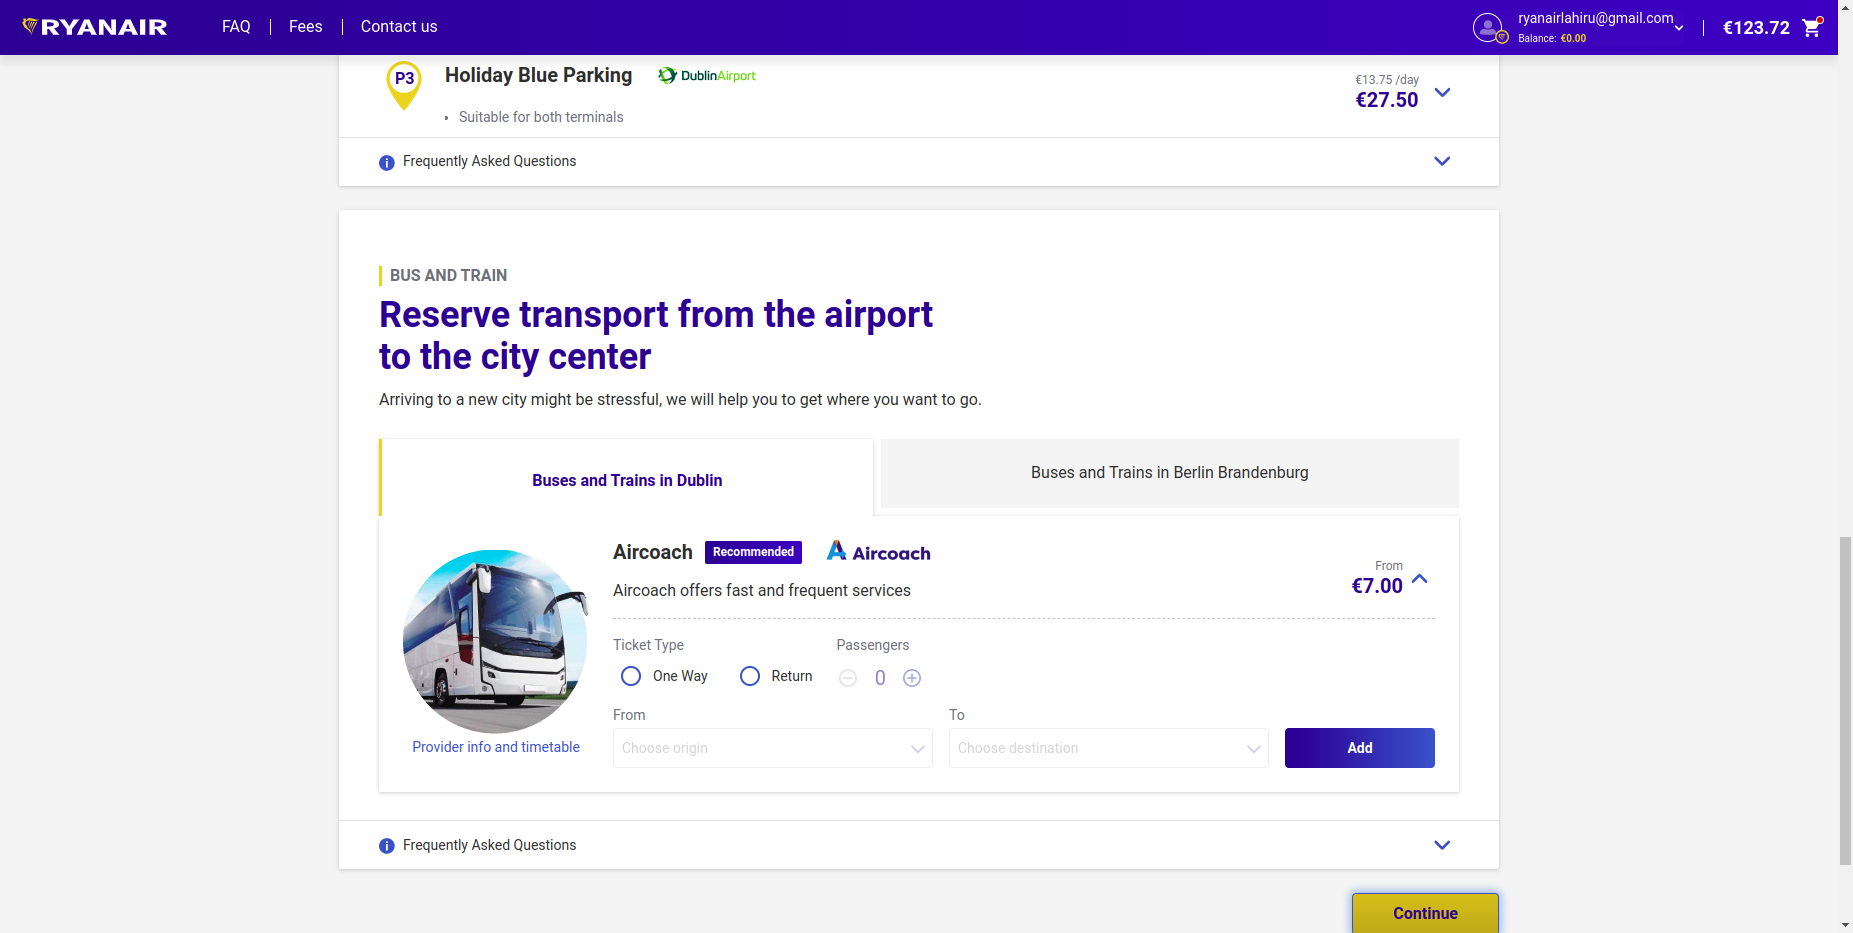 RYANAIR
FAQ
Fees
Contact us
ryanairlahiru@gmail.com
Balance: €0.00
€123.72
P3
Holiday Blue Parking
DublinAirport
€13.75 /day
€27.50
Suitable for both terminals
Frequently Asked Questions
BUS AND TRAIN
Reserve transport from the airport
to the city center
Arriving to a new city might be stressful, we will help you to get where you want to go.
Buses and Trains in Dublin
Buses and Trains in Berlin Brandenburg
Aircoach
Recommended
Aircoach
From
€7.00
Aircoach offers fast and frequent services
Ticket Type
Passengers
One Way
Return
0
From
To
Choose origin
Choose destination
Add
Provider info and timetable
Frequently Asked Questions
Continue